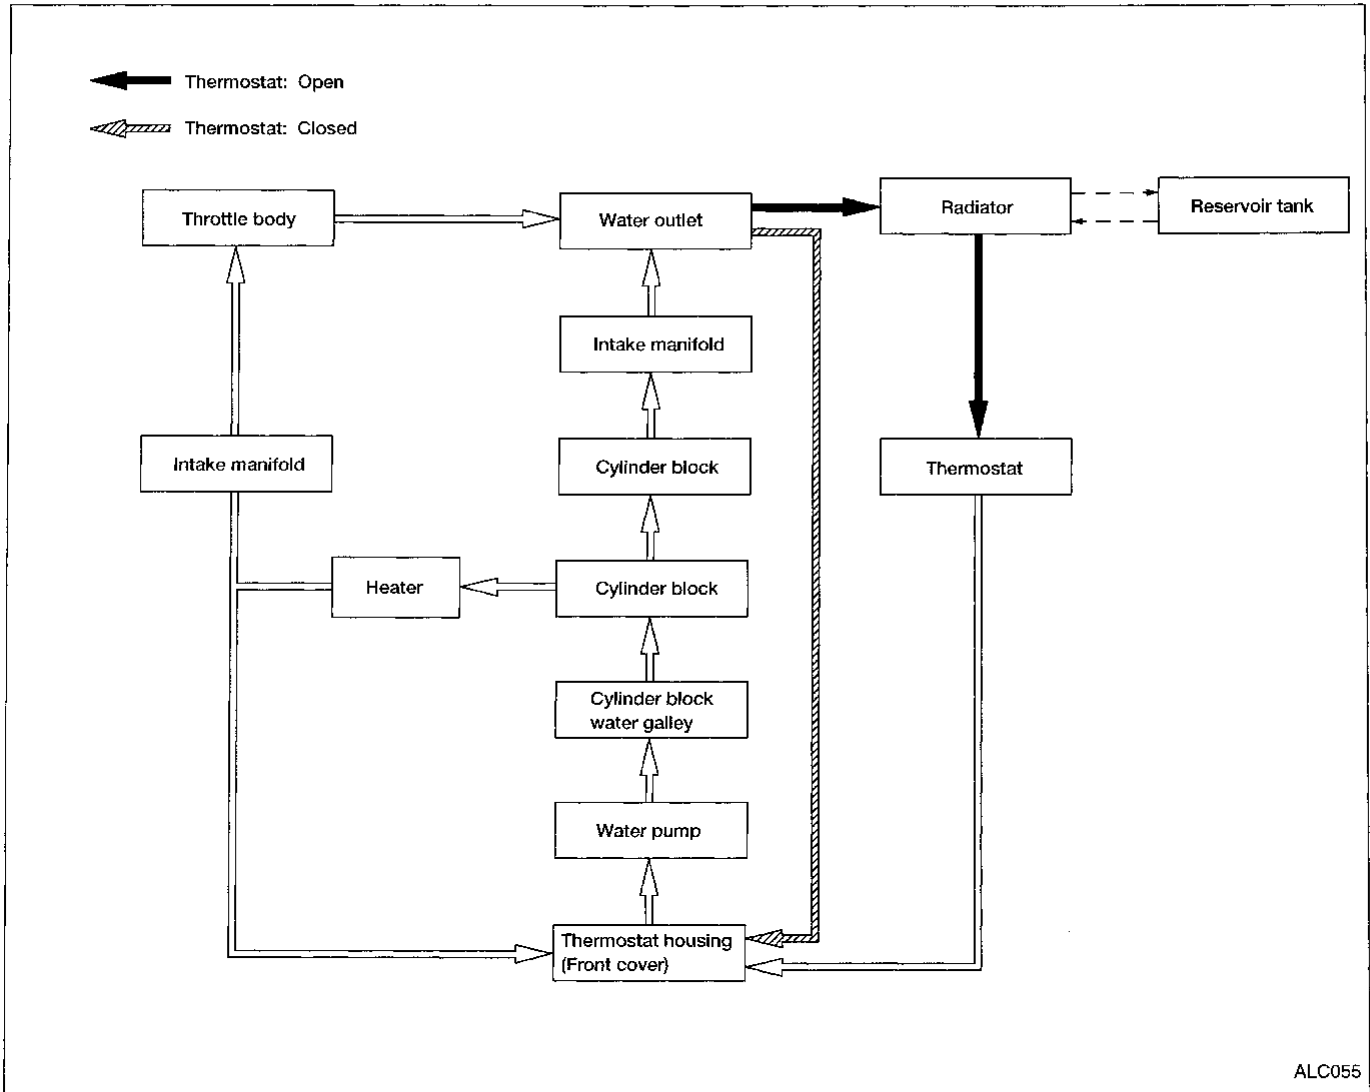 Thermostat: Open
Thermostat: Closed
Throttle body
Water outlet
Radiator
Reservoir tank
Intake manifold
Intake manifold
Cylinder block
Thermostat
Heater
Cylinder block
Cylinder block
water galley
Water pump
Thermostat housing
(Front cover)
ALC055